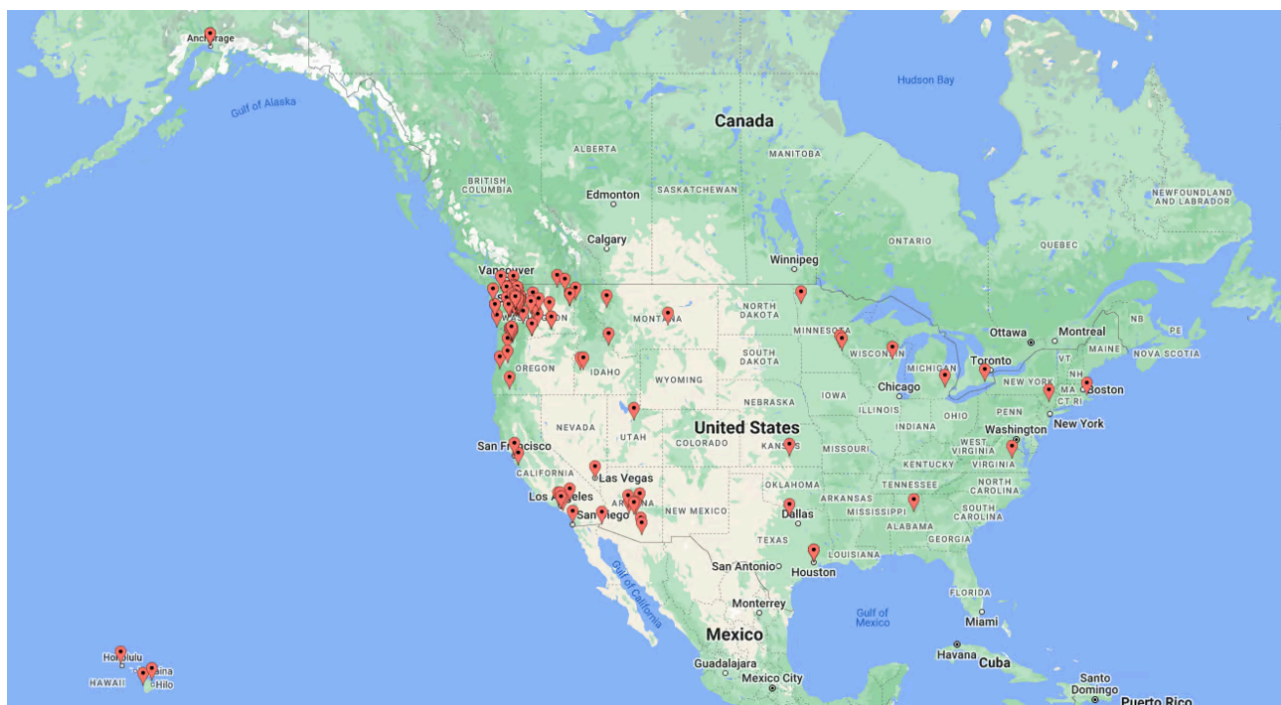 Anchorage
Gulf of Alaska
Hudson Bay
Canada
ALBERTA
MANITOBA
BRITISH
COLUMBIA
SASKATCHEWAN
NEWFOUNDLAND
AND LABRADOR
Edmonton
ONTARIO
QUEBEC
Calgary
Winnipeg
Vancouver
NORTH
DAKOTA
MONTANA
MINNESOTA
Ottawa
Montreal
NB
PE
NOVA SCOTIA
MAINE
SOUTH
DAKOTA
WISCONSIN
Toronto
VT
NH
OREGON
IDAHO
MICHIGAN
WYOMING
NEW YORK
MA
Boston
CT RI
Chicago
NEBRASKA
IOWA
ILLINOIS
INDIANA
OHIO
PENN
New York
NEVADA
UTAH
COLORADO
United States
KANSAS
MISSOURI
Washington
WEST
VIRGINIA
VIRGINIA
KENTUCKY
San Francisco
CALIFORNIA
Las Vegas
OKLAHOMA
TENNESSEE
NORTH
CAROLINA
Los Angeles
ARIZONA
NEW MEXICO
ARKANSAS
MISSISSIPPI
SOUTH
CAROLINA
San Diego
Dallas
ALABAMA
GEORGIA
TEXAS
LOUISIANA
San Antonio
Houston
Gulf of
California
FLORIDA
Monterrey
Gulf of
Mexico
Miami
Mexico
Havana
Cuba
Honolulu
HAWAII
Hilo
Guadalajara
Mexico City
Santo
Domingo
Puerto Rico